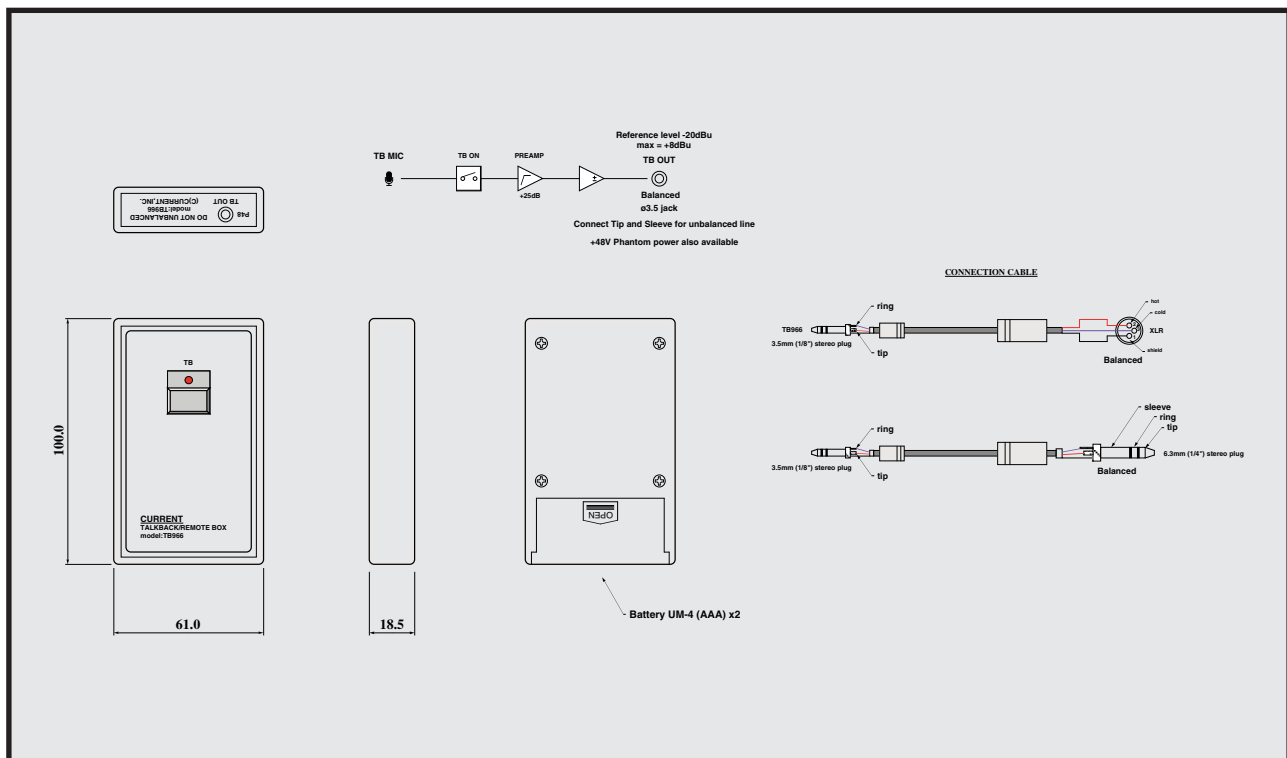 Reference level -20dBu
max = +8dBu
TB MIC
TB ON
PREAMP
TB OUT
+25dB
Balanced
ø3.5 jack
Connect Tip and Sleeve for unbalanced line
+48V Phantom power also available
P48
TB OUT
DO NOT UNBALANCED
model:TB966
(C)CURRENT,INC.
CONNECTION CABLE
ring
TB966
3.5mm (1/8") stereo plug
tip
hot
cold
XLR
2
1
shield
Balanced
ring
3.5mm (1/8") stereo plug
tip
sleeve
ring
tip
6.3mm (1/4") stereo plug
Balanced
TB
CURRENT
TALKBACK/REMOTE BOX
model:TB966
100.0
61.0
18.5
OPEN
Battery UM-4 (AAA) x2